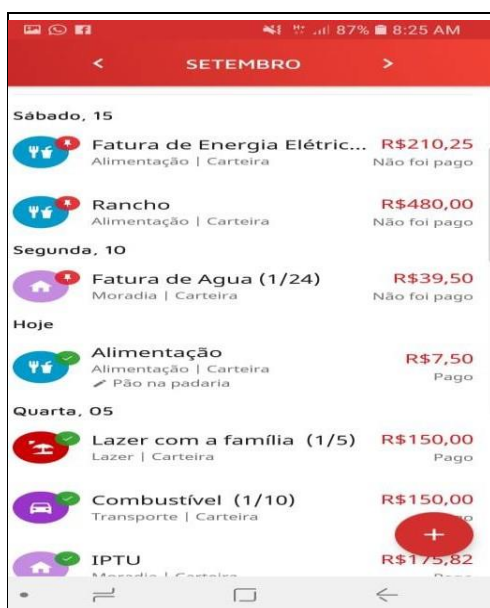 87% 8:25 AM
< SETEMBRO >
Sábado, 15
Fatura de Energia Elétric... R$210,25
Alimentação | Carteira Não foi pago
Rancho R$480,00
Alimentação | Carteira Não foi pago
Segunda, 10
Fatura de Agua (1/24) R$39,50
Moradia | Carteira Não foi pago
Hoje
Alimentação
Alimentação | Carteira R$7,50
Pão na padaria Pago
Quarta, 05
Lazer com a família (1/5) R$150,00
Lazer | Carteira Pago
Combustível (1/10) R$150,00
Transporte | Carteira
+
IPTU R$175,82
Moradia | Carteira